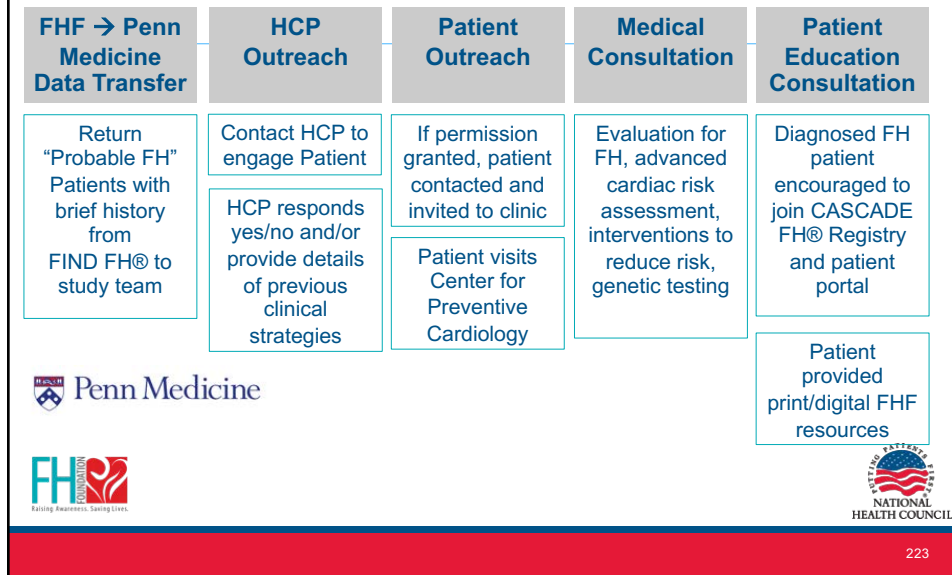 FHF → Penn
Medicine
Data Transfer
HCP
Outreach
Patient
Outreach
Medical
Consultation
Patient
Education
Consultation
Return
“Probable FH”
Patients with
brief history
from
FIND FH® to
study team
Contact HCP to
engage Patient
HCP responds
yes/no and/or
provide details
of previous
clinical
strategies
If permission
granted, patient
contacted and
invited to clinic
Patient visits
Center for
Preventive
Cardiology
Evaluation for
FH, advanced
cardiac risk
assessment,
interventions to
reduce risk,
genetic testing
Diagnosed FH
patient
encouraged to
join CASCADE
FH® Registry
and patient
portal
Patient
provided
print/digital FHF
resources
Penn Medicine
FH
FOUNDATION
Raising Awareness. Saving Lives.
PUTTING PATIENTS FIRST®
NATIONAL
HEALTH COUNCIL
223